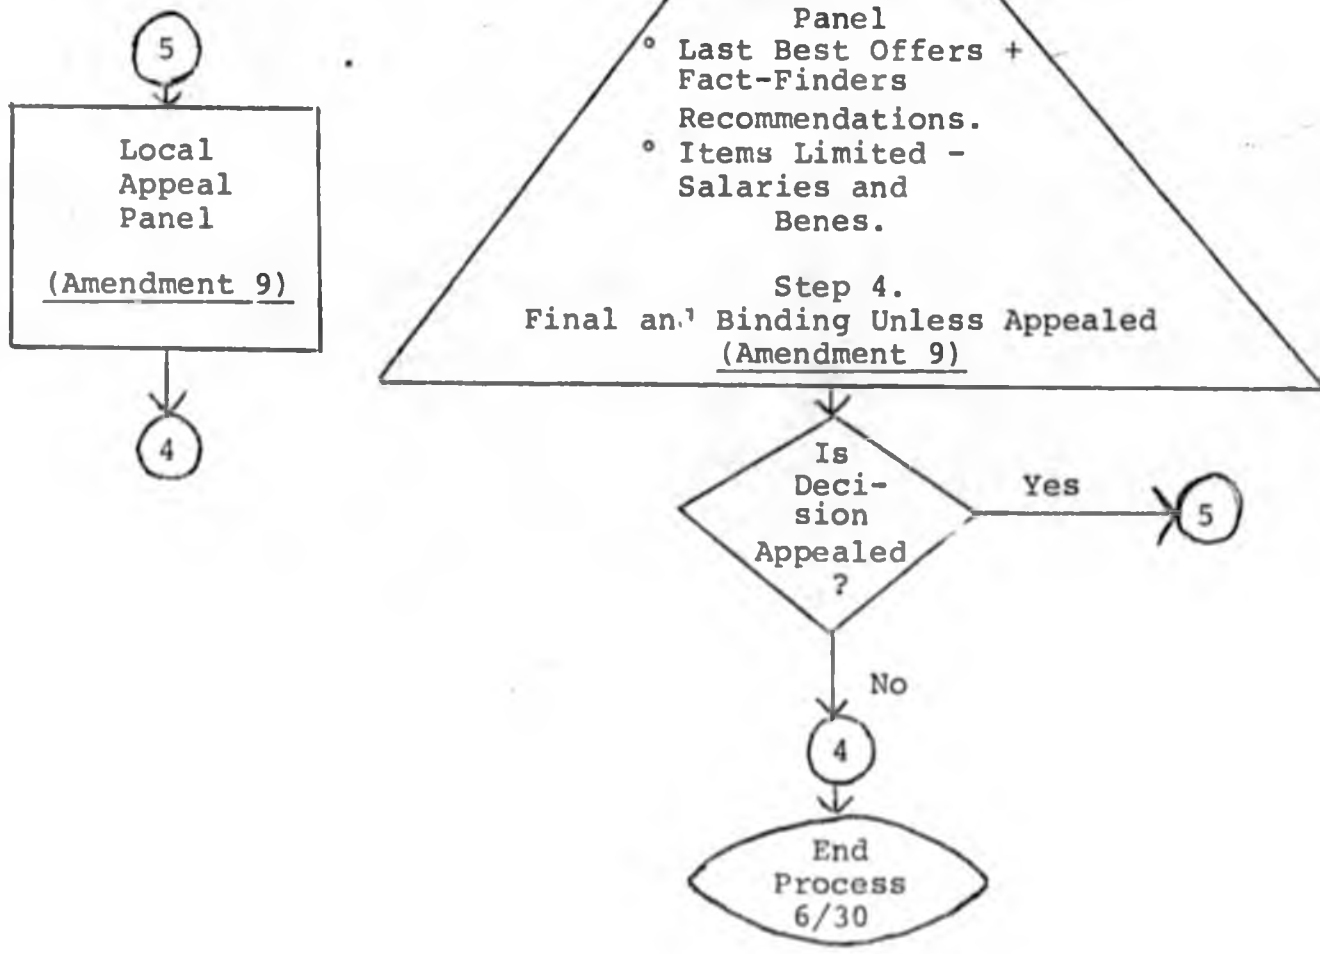 5
Local
Appeal
Panel
(Amendment 9)
4
Panel
° Last Best Offers +
Fact-Finders
Recommendations.
° Items Limited -
Salaries and
Benes.
Step 4.
Final and Binding Unless Appealed
(Amendment 9)
Is
Deci-
sion
Appealed
?
Yes
5
No
4
End
Process
6/30